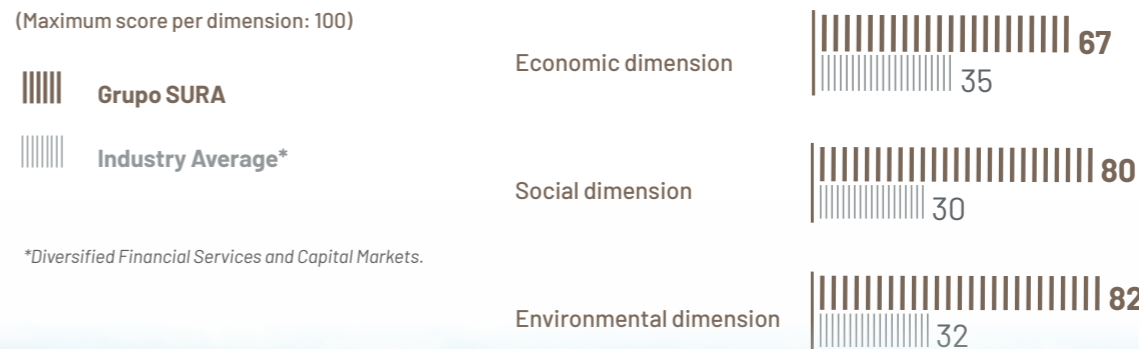 (Maximum score per dimension: 100)
Grupo SURA
Industry Average*
*Diversified Financial Services and Capital Markets.
Economic dimension
67
35
Social dimension
80
30
Environmental dimension
82
32